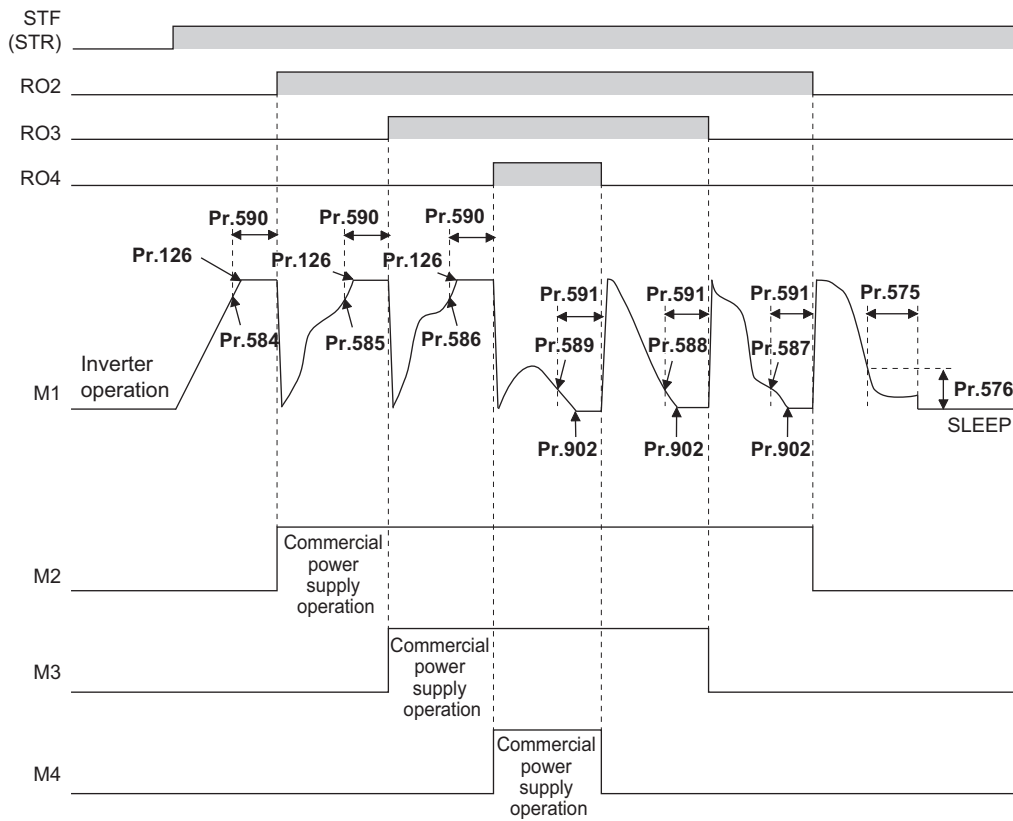 STF
(STR)
RO2
RO3
RO4
Pr.590
Pr.590
Pr.590
Pr.126
Pr.126
Pr.126
Pr.591
Pr.591
Pr.591
Pr.575
Pr.584
Pr.585
Pr.586
Pr.589
Pr.588
Pr.587
Inverter
operation
Pr.576
M1
SLEEP
Pr.902
Pr.902
Pr.902
M2
Commercial
power
supply
operation
M3
Commercial
power
supply
operation
M4
Commercial
power
supply
operation